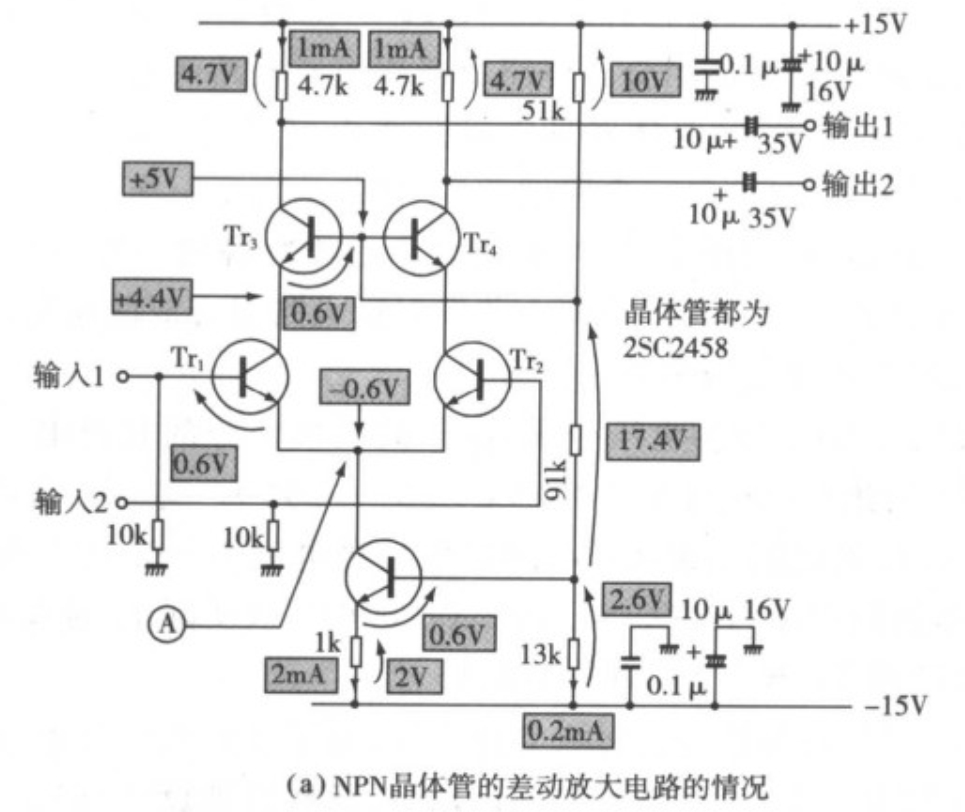 +15V
1mA
1mA
4.7V
4.7k
4.7k
4.7V
51k
10V
0.1 μ
+10 μ
16V
10 μ+
35V
输出1
+5V
+
10 μ
35V
输出2
Tr3
Tr4
+4.4V
0.6V
晶体管都为
2SC2458
输入1
Tr1
Tr2
-0.6V
17.4V
0.6V
91k
输入2
10k
10k
A
0.6V
2.6V
10 μ 16V
+
1k
13k
2mA
2V
0.1 μ
-15V
0.2mA
(a) NPN晶体管的差动放大电路的情况